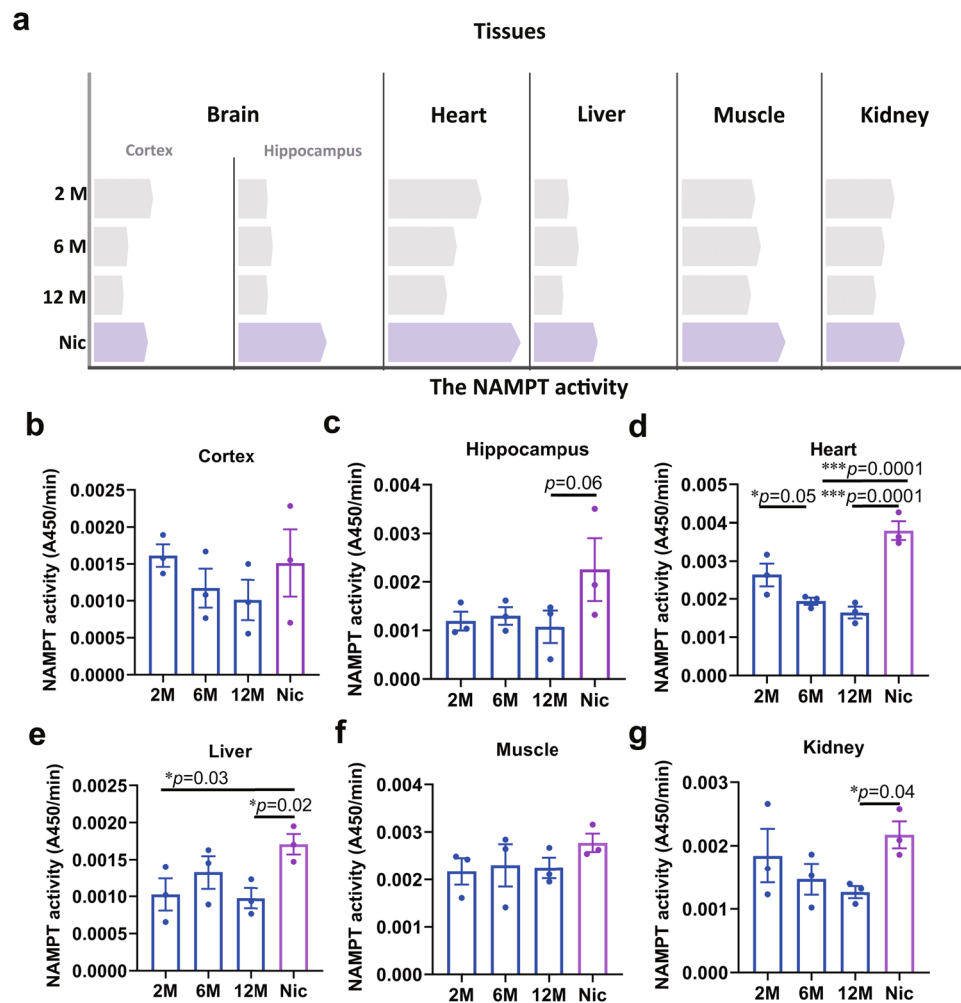 a
Tissues
Brain Heart Liver Muscle Kidney
Cortex Hippocampus
2 M
6 M
12 M
Nic
The NAMPT activity
b
Cortex
NAMPT activity (A450/min)
0.0025
0.0020
0.0015
0.0010
0.0005
0.0000
2M 6M 12M Nic
c
Hippocampus
NAMPT activity (A450/min)
p=0.06
0.004
0.003
0.002
0.001
0.000
2M 6M 12M Nic
d
Heart
NAMPT activity (A450/min)
***p=0.0001
*p=0.05 ***p=0.0001
0.005
0.004
0.003
0.002
0.001
0.000
2M 6M 12M Nic
e
Liver
NAMPT activity (A450/min)
*p=0.03
*p=0.02
0.0025
0.0020
0.0015
0.0010
0.0005
0.0000
2M 6M 12M Nic
f
Muscle
NAMPT activity (A450/min)
0.004
0.003
0.002
0.001
0.000
2M 6M 12M Nic
g
Kidney
NAMPT activity (A450/min)
*p=0.04
0.003
0.002
0.001
0.000
2M 6M 12M Nic